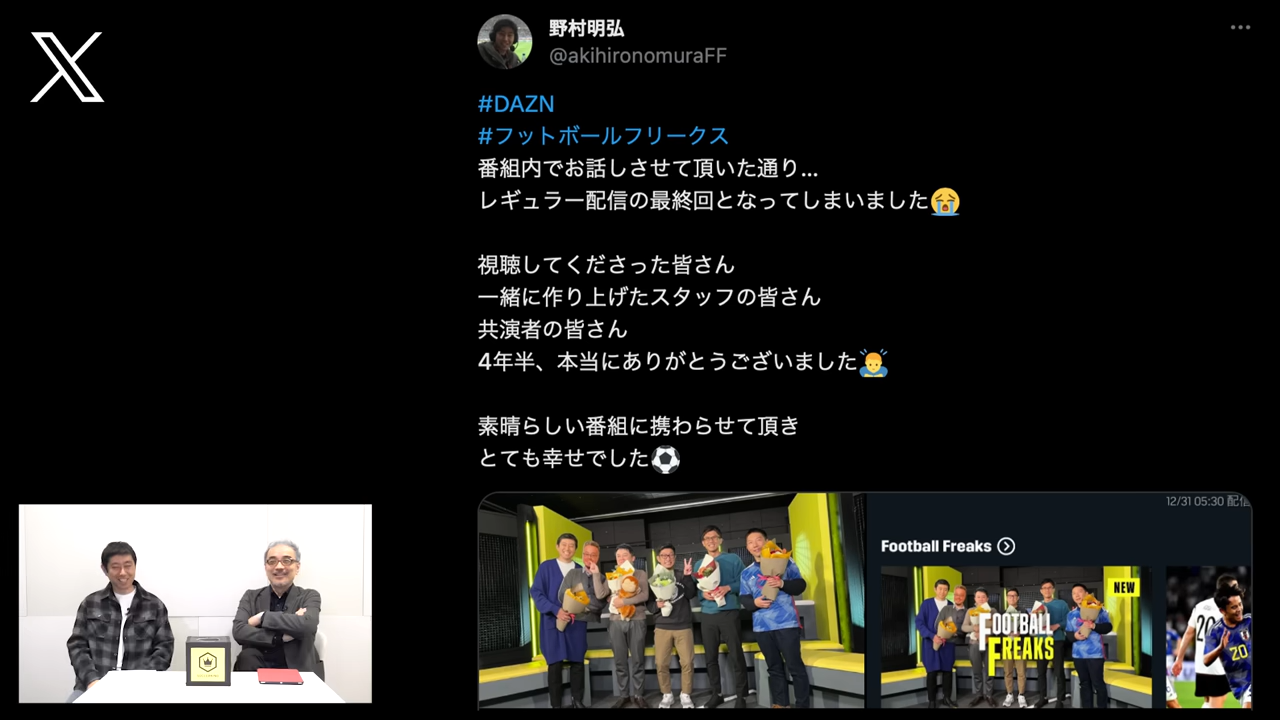 野村明弘
@akihironomuraFF
#DAZN
#フットボールフリークス
番組内でお話しさせて頂いた通り...
レギュラー配信の最終回となってしまいました😭
視聴してくださった皆さん
一緒に作り上げたスタッフの皆さん
共演者の皆さん
4年半、本当にありがとうございました🙇
素晴らしい番組に携わらせて頂き
とても幸せでした⚽
12/31 05:30 配信
Football Freaks
NEW
FOOTBALL
FREAKS
20
20